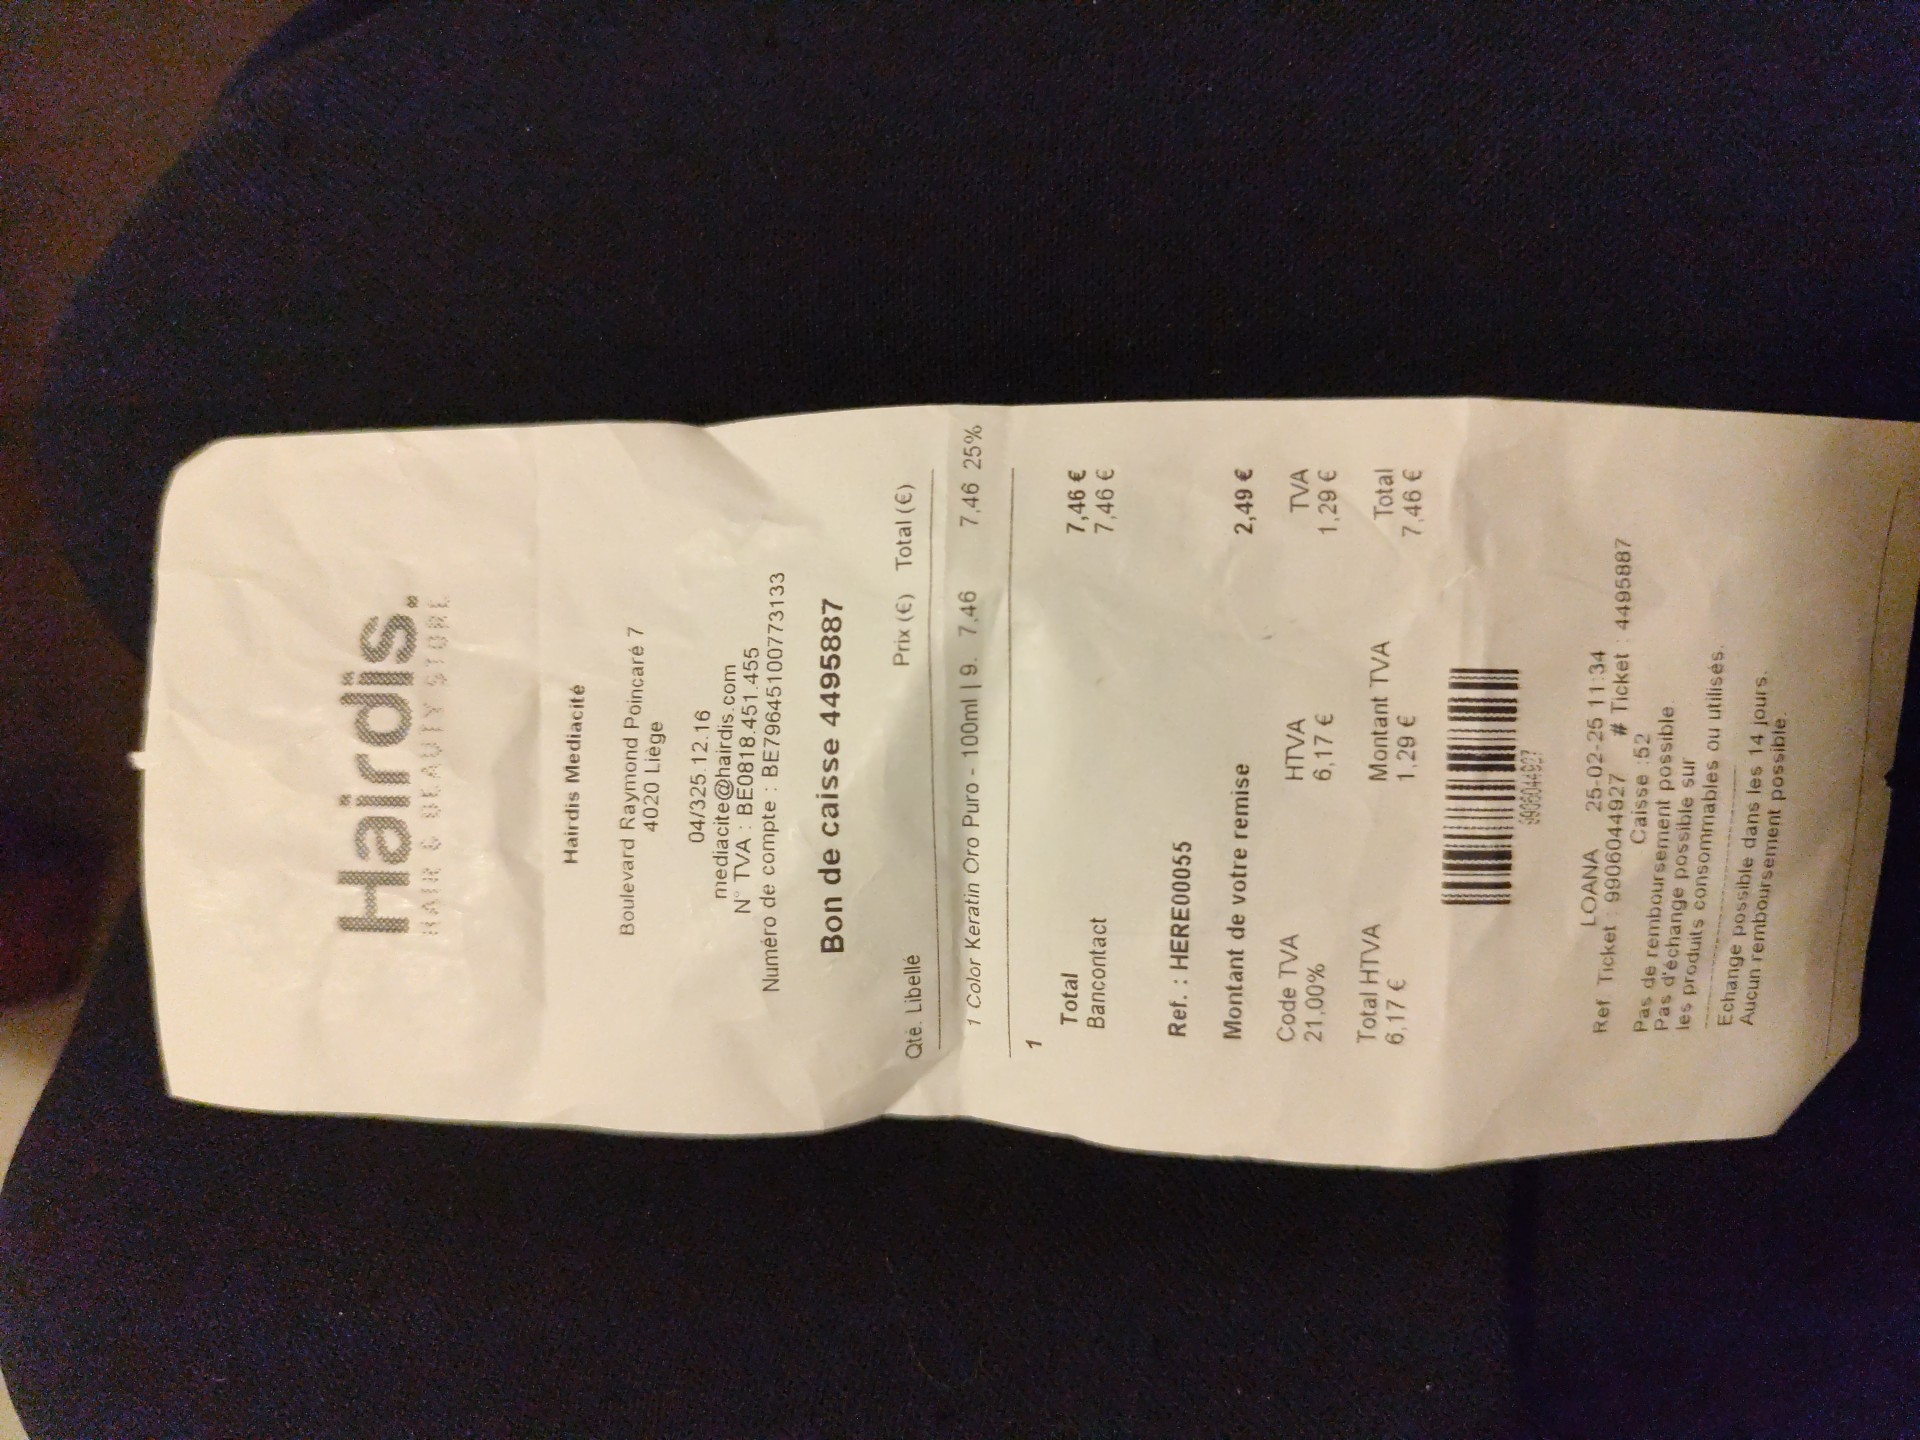 Hairdis.
HAIR & BEAUTY STORE
Hairdis Mediacité
Boulevard Raymond Poincaré 7
4020 Liège
04/325.12.16
mediacite@hairdis.com
N° TVA : BE0818.451.455
Numéro de compte : BE79645100773133
Bon de caisse 4495887
Qté. Libellé Prix (€) Total (€)
1 Color Keratin Oro Puro - 100ml | 9. 7,46 7,46 25%
1
Total 7,46 €
Bancontact 7,46 €
Ref. : HERE00055
Montant de votre remise 2,49 €
Code TVA HTVA TVA
21,00% 6,17 € 1,29 €
Total HTVA Montant TVA Total
6,17 € 1,29 € 7,46 €
9906044927
LOANA 25-02-25 11:34
Ref Ticket : 9906044927 # Ticket : 4495887
Caisse :52
Pas de remboursement possible
Pas d'échange possible sur
les produits consommables ou utilisés.
Echange possible dans les 14 jours.
Aucun remboursement possible.